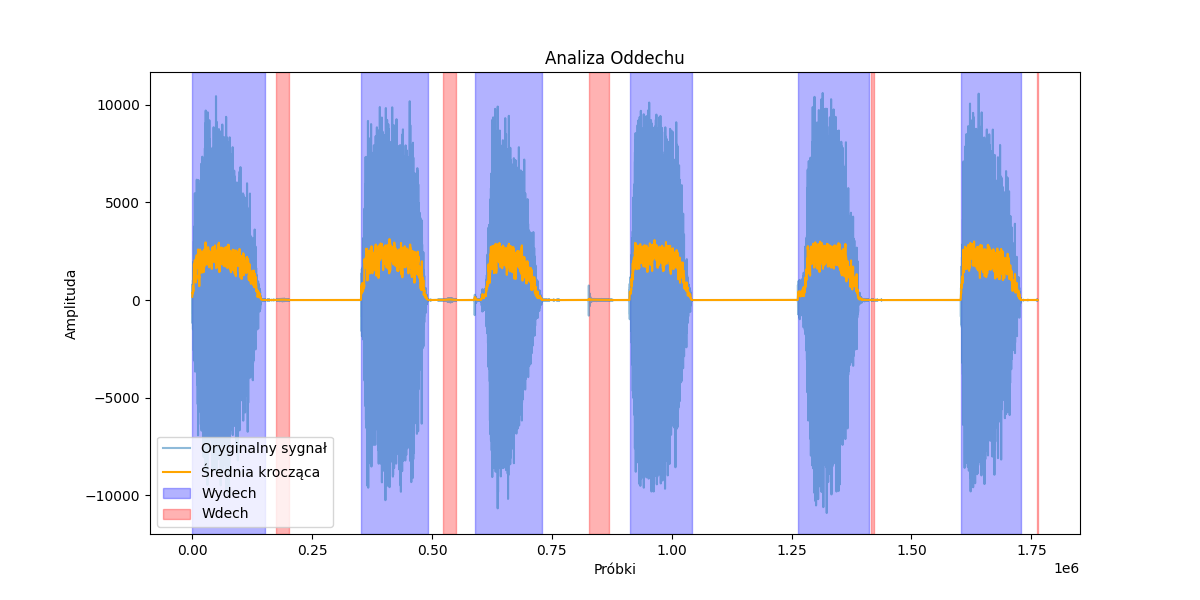 Analiza Oddechu
Amplituda
10000
5000
0
−5000
−10000
Oryginalny sygnał
Średnia krocząca
Wydech
Wdech
0.00 0.25 0.50 0.75 1.00 1.25 1.50 1.75
1e6
Próbki